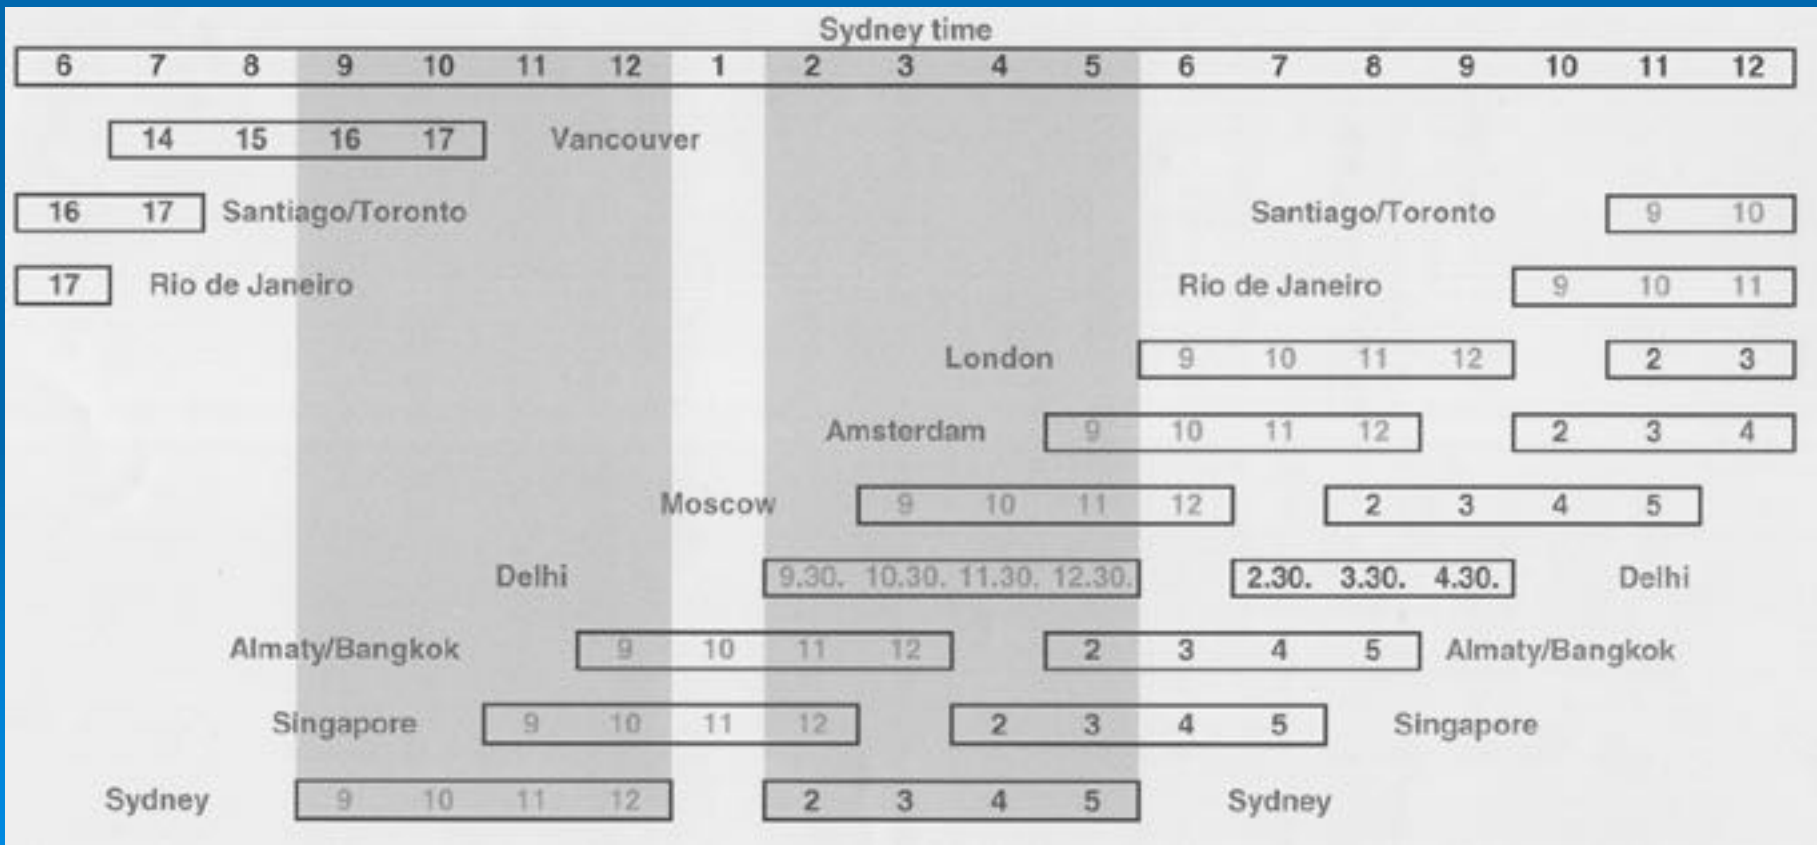 Sydney time
6 7 8 9 10 11 12 1 2 3 4 5 6 7 8 9 10 11 12
14 15 16 17 Vancouver
16 17 Santiago/Toronto Santiago/Toronto 9 10
17 Rio de Janeiro Rio de Janeiro 9 10 11
London 9 10 11 12 2 3
Amsterdam 9 10 11 12 2 3 4
Moscow 9 10 11 12 2 3 4 5
Delhi 9.30. 10.30. 11.30. 12.30. 2.30. 3.30. 4.30. Delhi
Almaty/Bangkok 9 10 11 12 2 3 4 5 Almaty/Bangkok
Singapore 9 10 11 12 2 3 4 5 Singapore
Sydney 9 10 11 12 2 3 4 5 Sydney